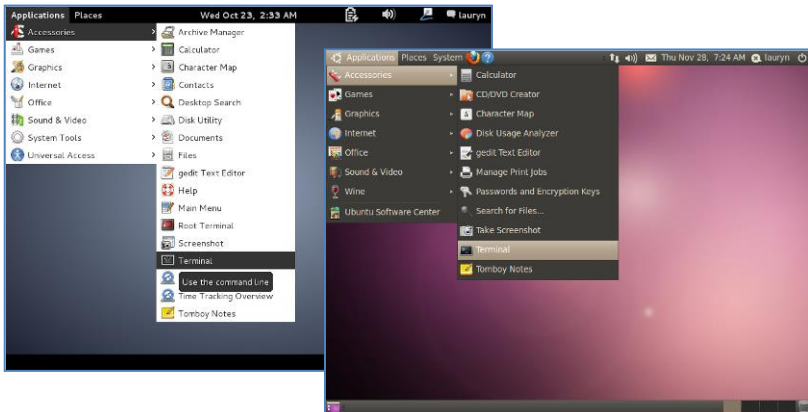 Applications Places Wed Oct 23, 2:33 AM lauryn
Accessories
Games
Graphics
Internet
Office
Sound & Video
System Tools
Universal Access
Archive Manager
Calculator
Character Map
Contacts
Desktop Search
Disk Utility
Documents
Files
gedit Text Editor
Help
Main Menu
Root Terminal
Screenshot
Terminal
Use the command line
Time Tracking Overview
Tomboy Notes
Applications Places System Thu Nov 28, 7:24 AM lauryn
Accessories
Games
Graphics
Internet
Office
Sound & Video
Wine
Ubuntu Software Center
Calculator
CD/DVD Creator
Character Map
Disk Usage Analyzer
gedit Text Editor
Manage Print Jobs
Passwords and Encryption Keys
Search for Files...
Take Screenshot
Terminal
Tomboy Notes